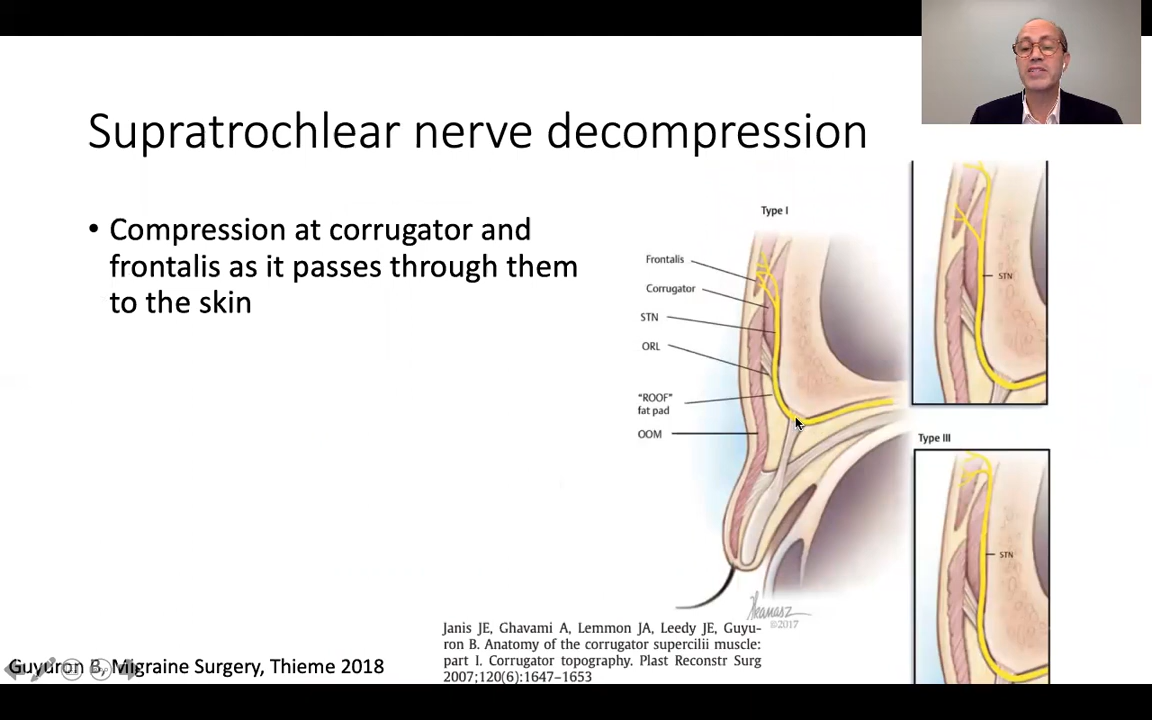 Supratrochlear nerve decompression
• Compression at corrugator and
frontalis as it passes through them
to the skin
Type I
Frontalis
Corrugator
STN
ORL
"ROOF"
fat pad
OOM
STN
Type III
STN
©2017
Janis JE, Ghavami A, Lemmon JA, Leedy JE, Guyu-
ron B. Anatomy of the corrugator supercilii muscle:
part I. Corrugator topography. Plast Reconstr Surg
2007;120(6):1647–1653
Guyuron B, Migraine Surgery, Thieme 2018